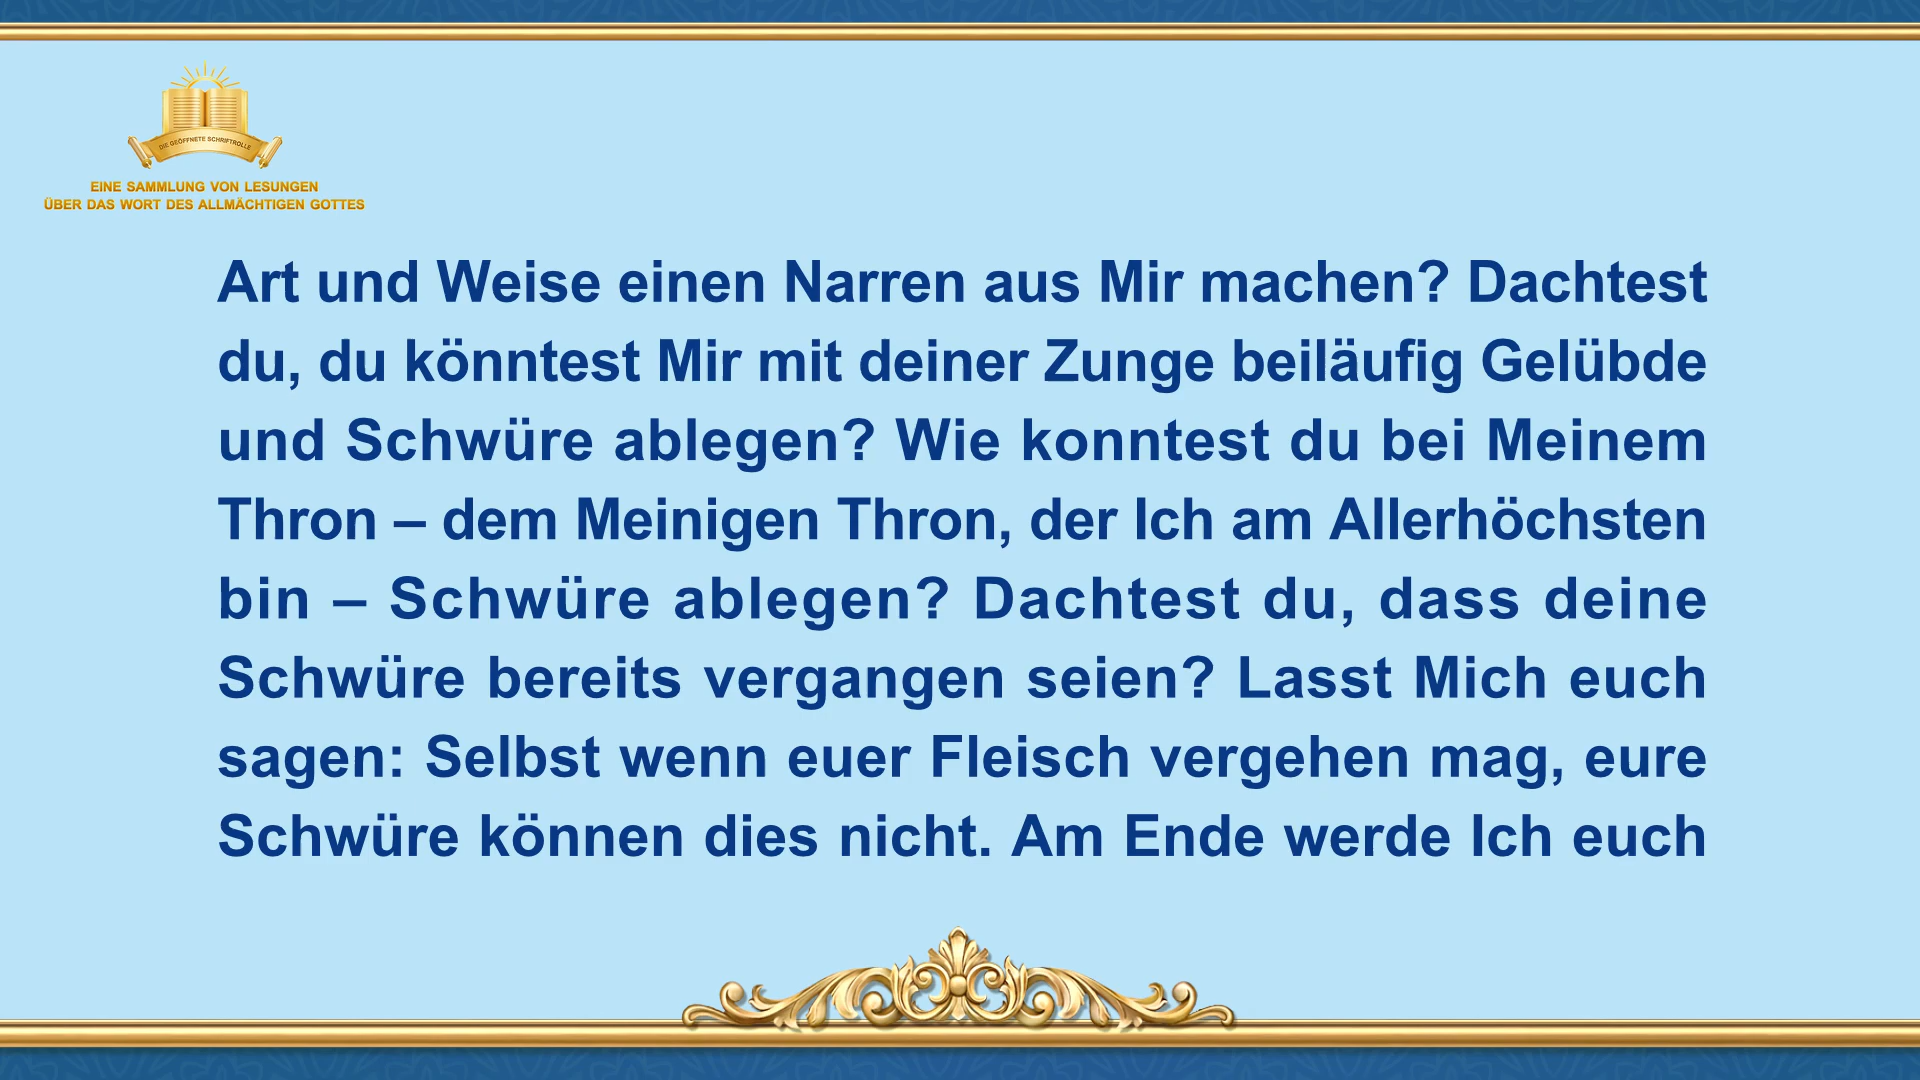 DIE GEÖFFNETE SCHRIFTROLLE
EINE SAMMLUNG VON LESUNGEN
ÜBER DAS WORT DES ALLMÄCHTIGEN GOTTES
Art und Weise einen Narren aus Mir machen? Dachtest
du, du könntest Mir mit deiner Zunge beiläufig Gelübde
und Schwüre ablegen? Wie konntest du bei Meinem
Thron – dem Meinigen Thron, der Ich am Allerhöchsten
bin – Schwüre ablegen? Dachtest du, dass deine
Schwüre bereits vergangen seien? Lasst Mich euch
sagen: Selbst wenn euer Fleisch vergehen mag, eure
Schwüre können dies nicht. Am Ende werde Ich euch